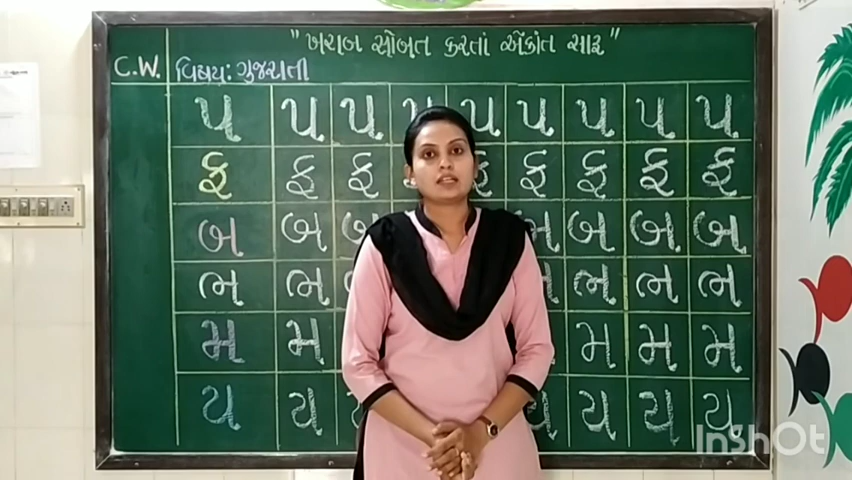 "ખરાબ સોબત કરતાં એકાંત સારૂ"
C.W. વિષય: ગુજરાતી
પ પ પ પ પ પ પ પ પ
ફ ફ ફ ફ ફ ફ ફ ફ ફ
બ બ બ બ બ બ બ
ભ ભ ભ ભ ભ ભ
મ મ મ મ મ
ય ય ય ય ય ય ય
InShOt